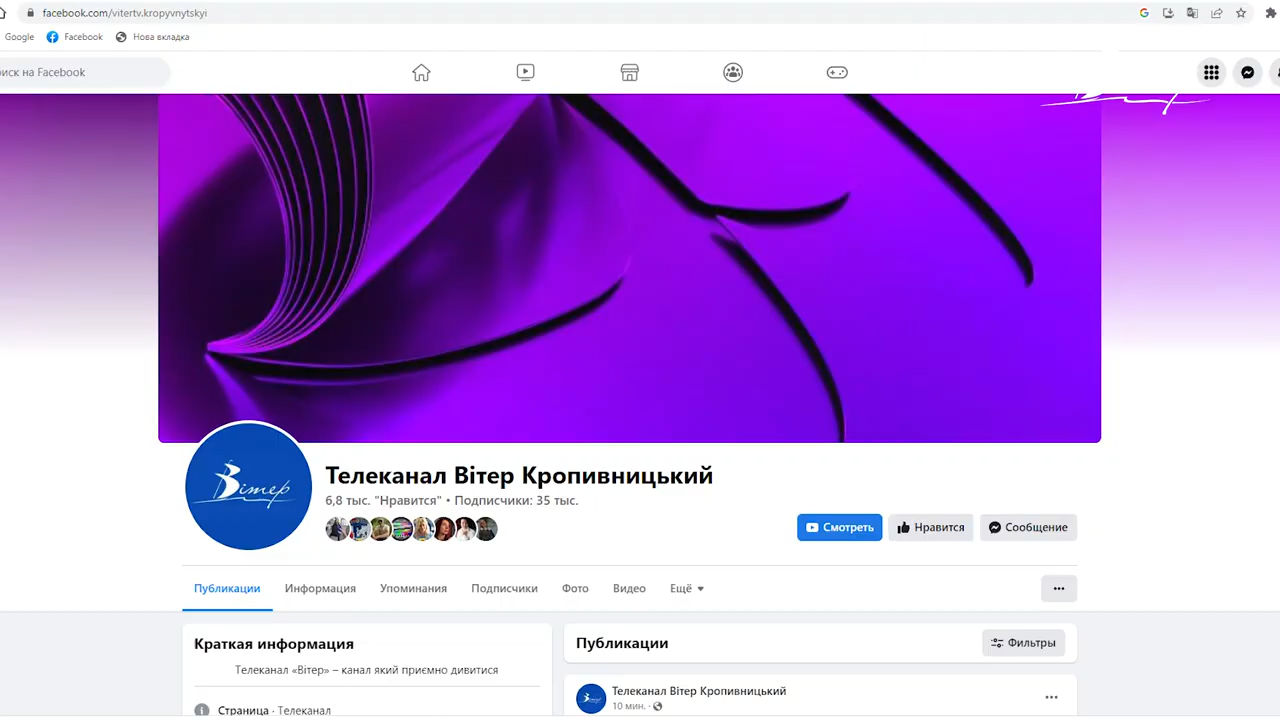 facebook.com/vitertv.kropyvnytskyi
Google Facebook Нова вкладка
иск на Facebook
Вітер
Телеканал Вітер Кропивницький
6,8 тыс. "Нравится" • Подписчики: 35 тыс.
Смотреть Нравится Сообщение
Публикации Информация Упоминания Подписчики Фото Видео Ещё
Краткая информация
Телеканал «Вітер» – канал який приємно дивитися
Страница · Телеканал
Публикации
Фильтры
Телеканал Вітер Кропивницький
10 мин. ·